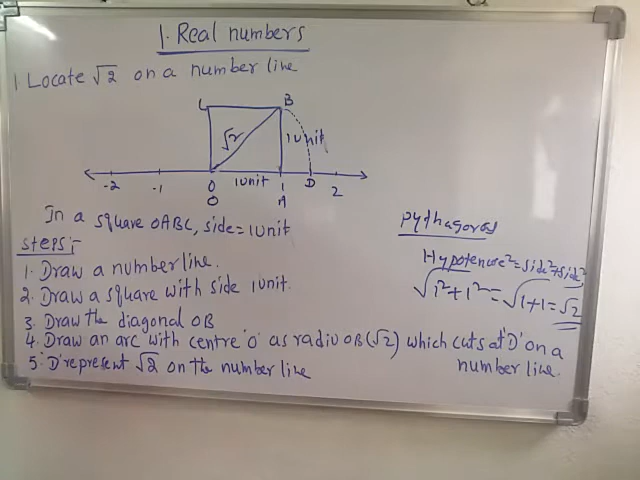 1. Real numbers
1 Locate √2 on a number line
C B
√2 1 Unit
1Unit
-2 -1 0 1 D 2
O A
In a square OABC, side = 1 Unit
Steps:-
1. Draw a number line.
2. Draw a square with side 1 unit.
3. Draw the diagonal OB
4. Draw an arc with centre 'O' as radiu OB(√2) which cuts at 'D' on a
number line.
5. 'D' represent √2 on the number line
Pythagoras
Hypotenuse² = side² + side²
√1² + 1² = √1+1 = √2